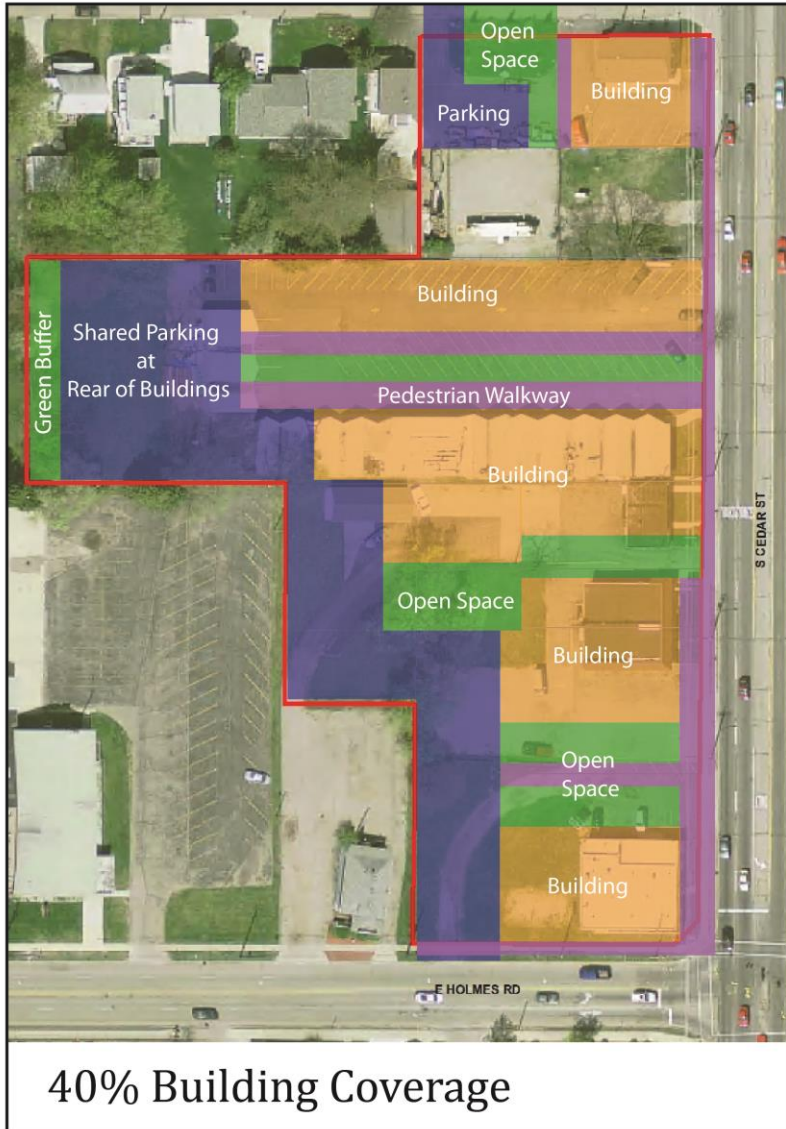 Open
Space
Building
Parking
Building
Green Buffer
Shared Parking
at
Rear of Buildings
Pedestrian Walkway
Building
S CEDAR ST
Open Space
Building
Open
Space
Building
E HOLMES RD
40% Building Coverage